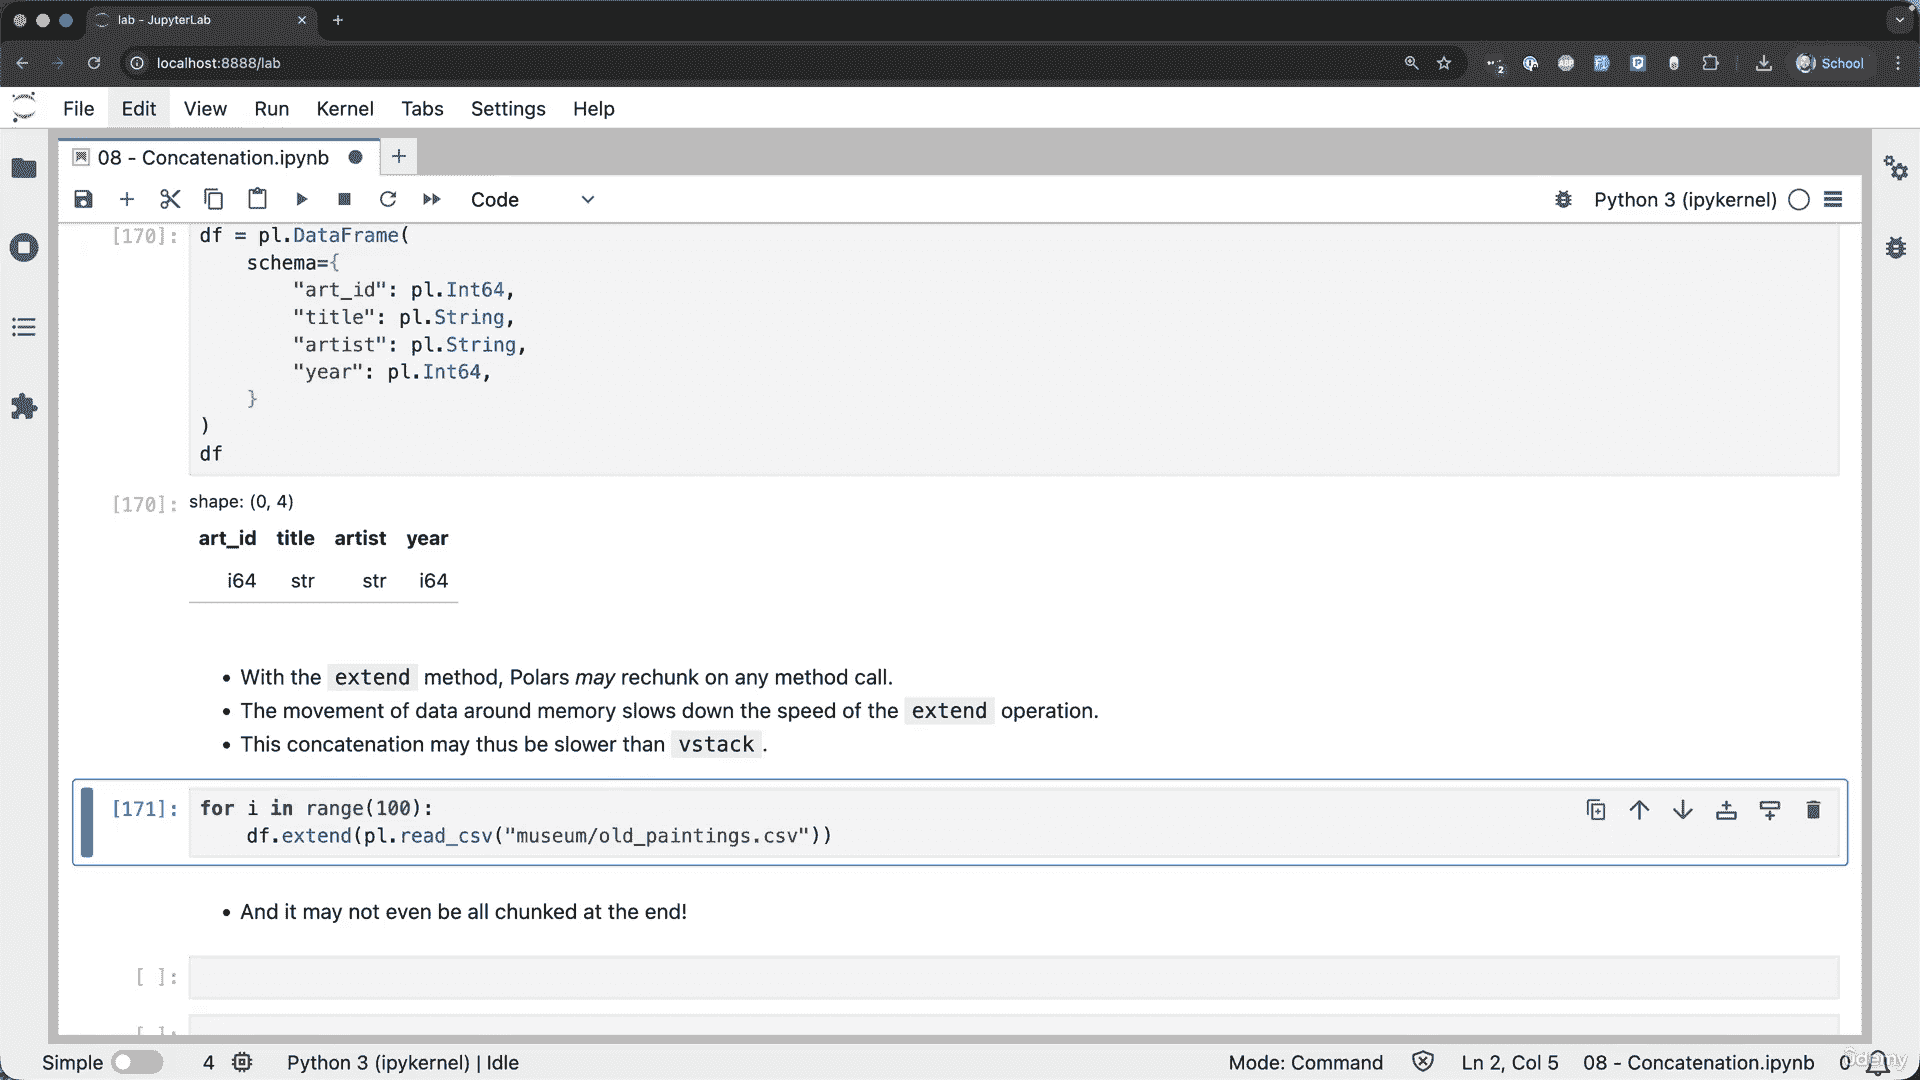 lab - JupyterLab
localhost:8888/lab
2
ABP
School
File Edit View Run Kernel Tabs Settings Help
08 - Concatenation.ipynb
Code
Python 3 (ipykernel)
[170]: df = pl.DataFrame(
schema={
"art_id": pl.Int64,
"title": pl.String,
"artist": pl.String,
"year": pl.Int64,
}
)
df
[170]: shape: (0, 4)
art_id title artist year
i64 str str i64
• With the extend method, Polars may rechunk on any method call.
• The movement of data around memory slows down the speed of the extend operation.
• This concatenation may thus be slower than vstack.
[171]: for i in range(100):
df.extend(pl.read_csv("museum/old_paintings.csv"))
• And it may not even be all chunked at the end!
[ ]:
[ ]:
Simple 4 Python 3 (ipykernel) | Idle Mode: Command Ln 2, Col 5 08 - Concatenation.ipynb 0
Udemy